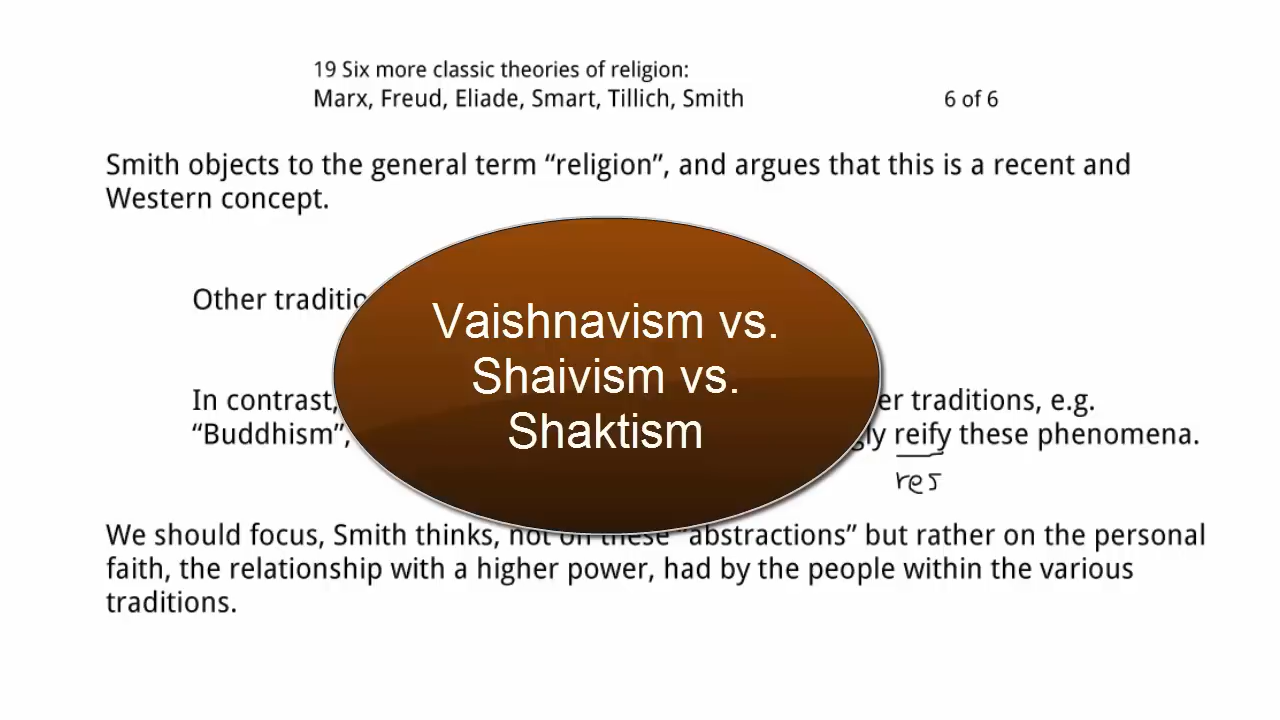 19 Six more classic theories of religion:
Marx, Freud, Eliade, Smart, Tillich, Smith
6 of 6
Smith objects to the general term “religion”, and argues that this is a recent and
Western concept.
Other traditio
Vaishnavism vs.
Shaivism vs.
Shaktism
In contrast, er traditions, e.g.
“Buddhism”, gly reify these phenomena.
res
We should focus, Smith thinks, not on these “abstractions” but rather on the personal
faith, the relationship with a higher power, had by the people within the various
traditions.